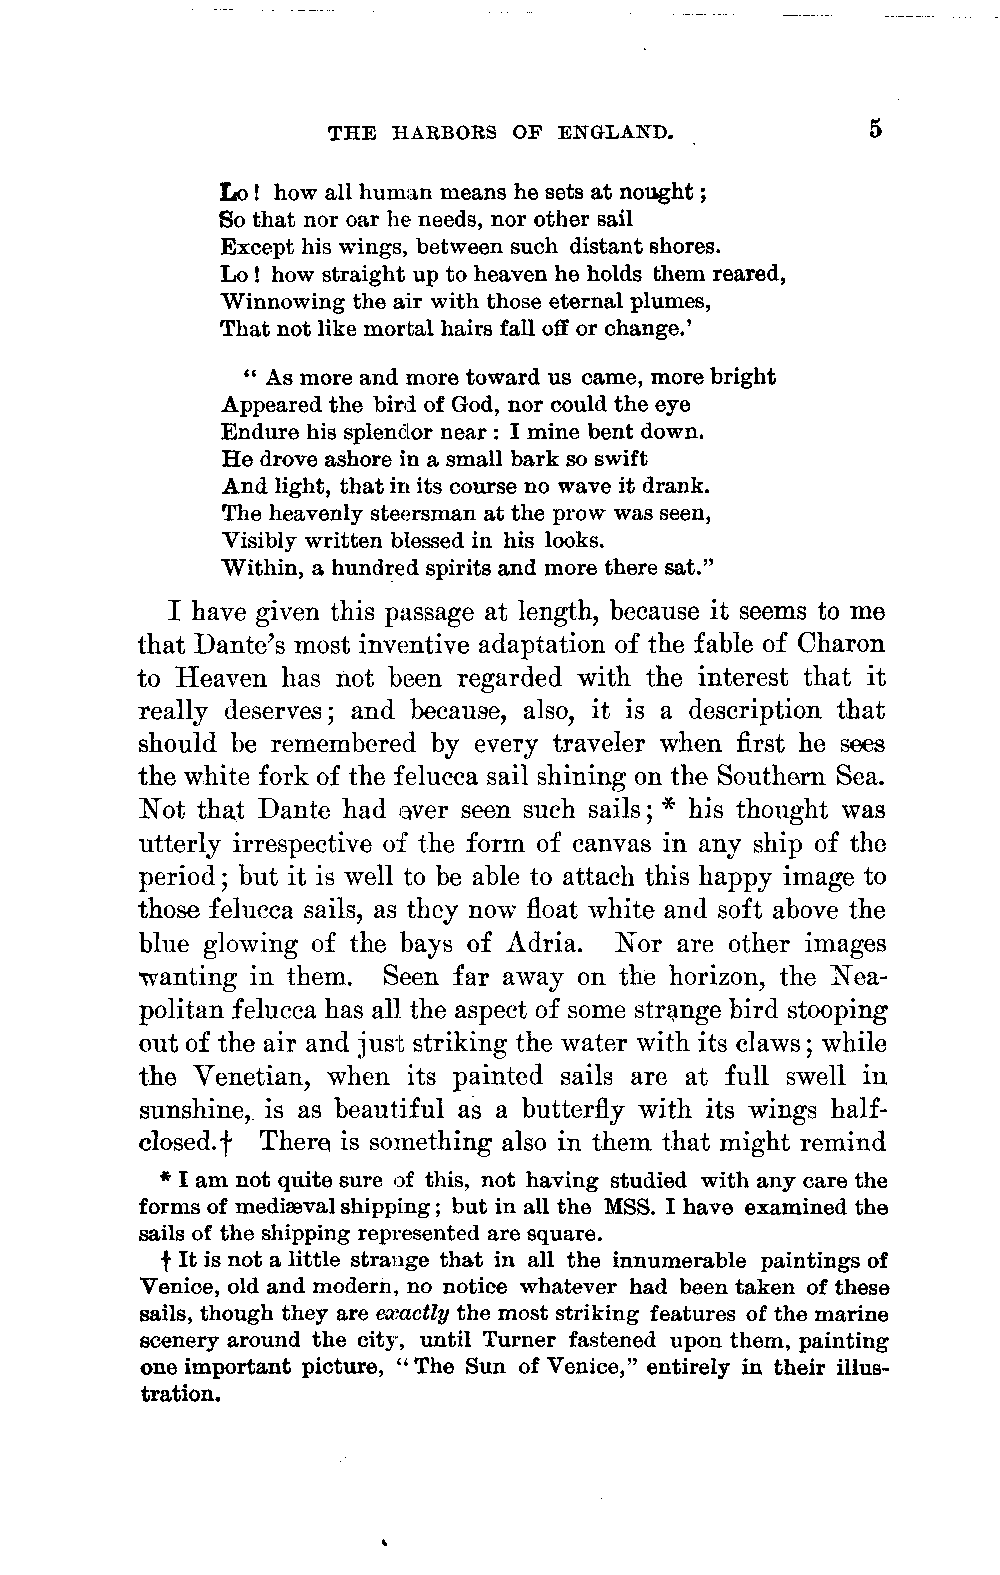 THE HARBORS OF ENGLAND. 5
Lo! how all human means he sets at nought;
So that nor oar he needs, nor other sail
Except his wings, between such distant shores.
Lo! how straight up to heaven he holds them reared,
Winnowing the air with those eternal plumes,
That not like mortal hairs fall off or change.'
“ As more and more toward us came, more bright
Appeared the bird of God, nor could the eye
Endure his splendor near: I mine bent down.
He drove ashore in a small bark so swift
And light, that in its course no wave it drank.
The heavenly steersman at the prow was seen,
Visibly written blessed in his looks.
Within, a hundred spirits and more there sat.”
I have given this passage at length, because it seems to me
that Dante's most inventive adaptation of the fable of Charon
to Heaven has not been regarded with the interest that it
really deserves; and because, also, it is a description that
should be remembered by every traveler when first he sees
the white fork of the felucca sail shining on the Southern Sea.
Not that Dante had ever seen such sails;* his thought was
utterly irrespective of the form of canvas in any ship of the
period; but it is well to be able to attach this happy image to
those felucca sails, as they now float white and soft above the
blue glowing of the bays of Adria. Nor are other images
wanting in them. Seen far away on the horizon, the Nea-
politan felucca has all the aspect of some strange bird stooping
out of the air and just striking the water with its claws; while
the Venetian, when its painted sails are at full swell in
sunshine, is as beautiful as a butterfly with its wings half-
closed.† There is something also in them that might remind
* I am not quite sure of this, not having studied with any care the
forms of mediæval shipping; but in all the MSS. I have examined the
sails of the shipping represented are square.
† It is not a little strange that in all the innumerable paintings of
Venice, old and modern, no notice whatever had been taken of these
sails, though they are exactly the most striking features of the marine
scenery around the city, until Turner fastened upon them, painting
one important picture, “The Sun of Venice,” entirely in their illus-
tration.